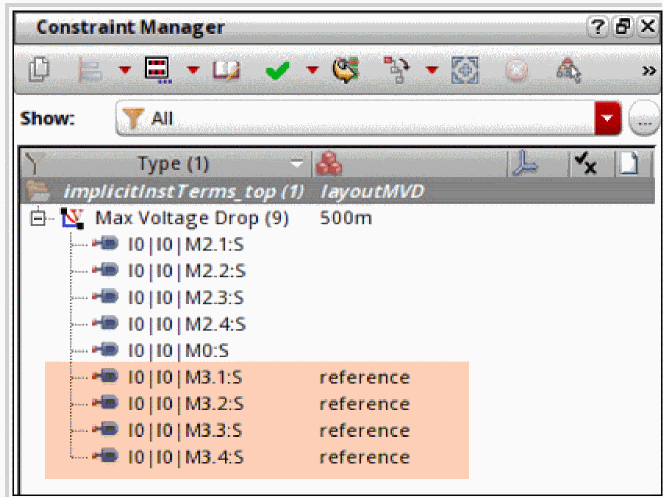 Constraint Manager
Show: All
Type (1)
implicitInstTerms_top (1) layoutMVD
Max Voltage Drop (9) 500m
I0|I0|M2.1:S
I0|I0|M2.2:S
I0|I0|M2.3:S
I0|I0|M2.4:S
I0|I0|M0:S
I0|I0|M3.1:S reference
I0|I0|M3.2:S reference
I0|I0|M3.3:S reference
I0|I0|M3.4:S reference